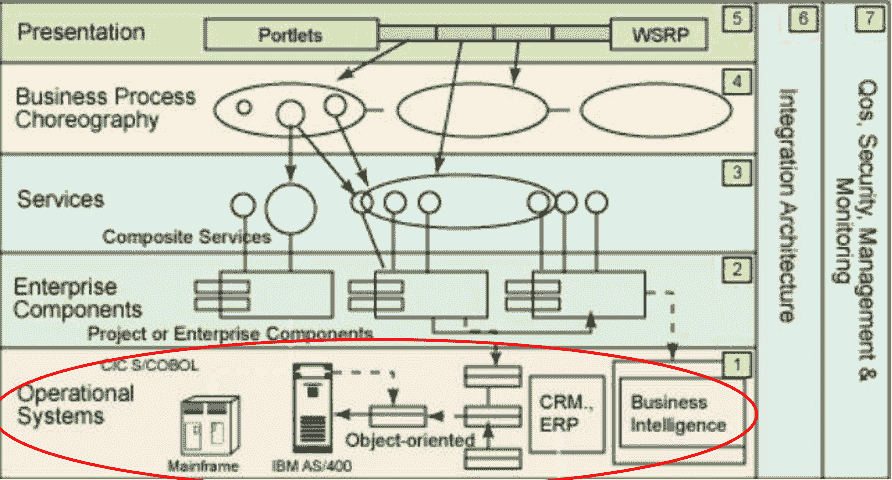 Presentation
Portlets
WSRP
5
Business Process
Choreography
4
Services
Composite Services
3
Enterprise
Components
Project or Enterprise Components
2
CIC S/COBOL
Operational
Systems
Mainframe
IBM AS/400
Object-oriented
CRM.,
ERP
Business
Intelligence
1
6
Integration Architecture
7
Qos, Security, Management &
Monitoring